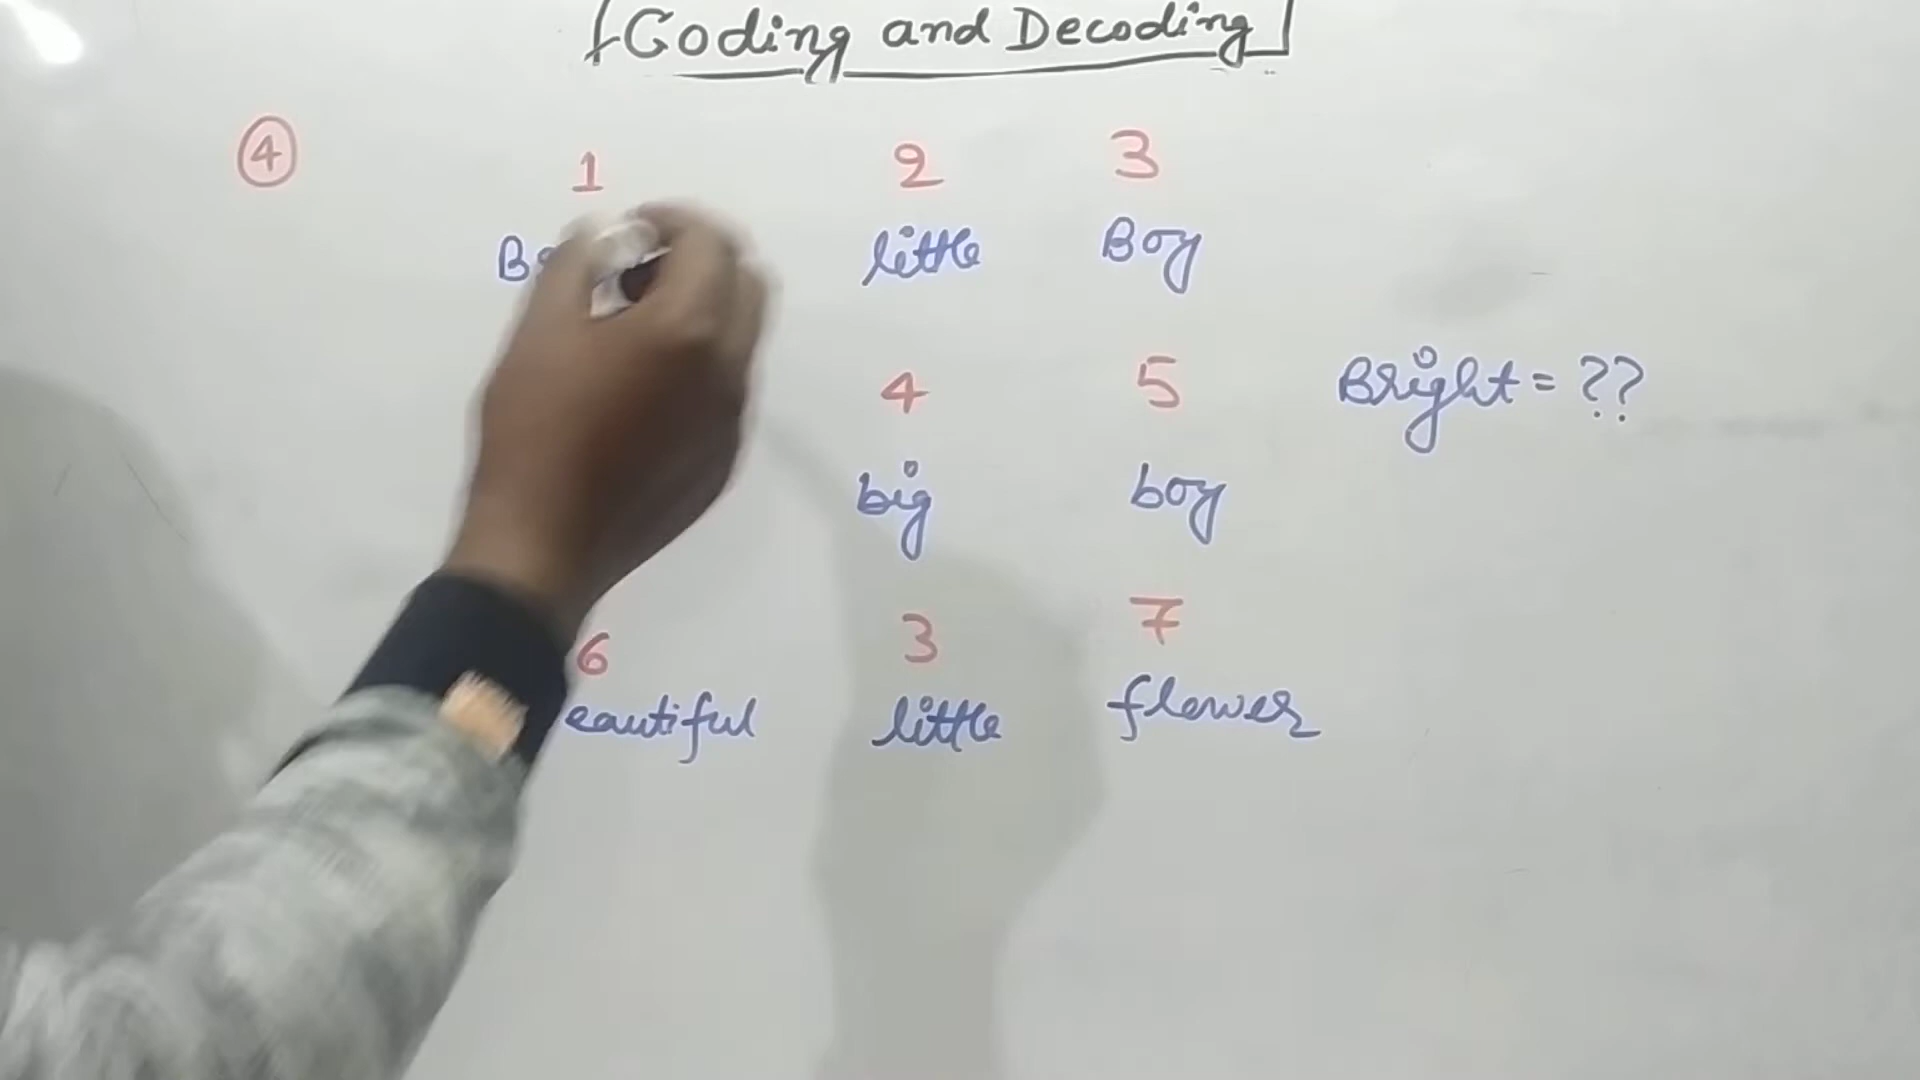 Coding and Decoding
④ 1 2 3
little Boy
4 5 Bright = ??
big boy
6 3 7
eautiful little flower